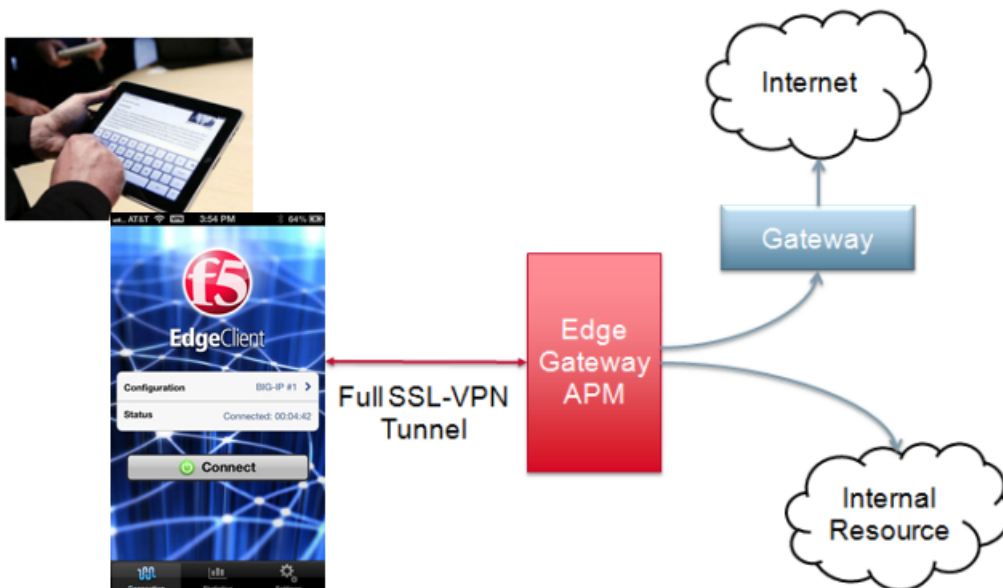 Internet
Gateway
AT&T
VPN
3:54 PM
64%
f5
EdgeClient
Configuration
BIG-IP #1
Status
Connected: 00:04:42
Connect
Full SSL-VPN
Tunnel
Edge
Gateway
APM
Internal
Resource